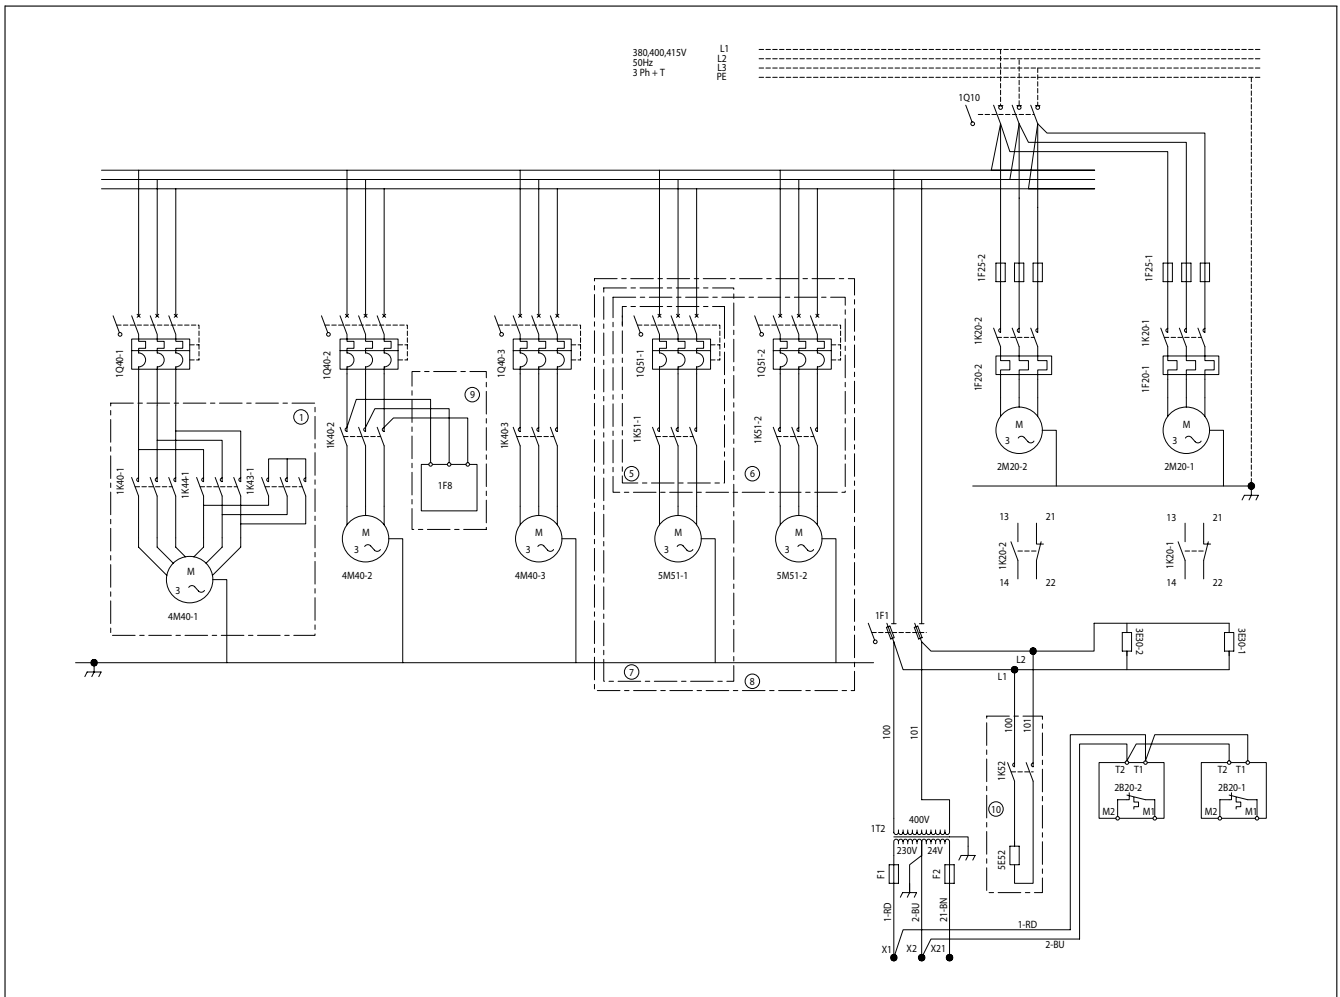 380,400,415V
50Hz
3 Ph + T
L1
L2
L3
PE
1Q10
1F25-2
1F25-1
1K20-2
1K20-1
1F20-2
1F20-1
M
3
2M20-2
M
3
2M20-1
1Q40-1
1Q40-2
1Q40-3
1Q51-1
1Q51-2
1
9
1K40-2
1K40-3
1K51-1
1K51-2
5
6
1K40-1
1K44-1
1K43-1
1F8
M
3
4M40-1
M
3
4M40-2
M
3
4M40-3
M
3
5M51-1
M
3
5M51-2
7
8
13
21
1K20-2
14
22
13
21
1K20-1
14
22
1F1
3E30-2
3E30-1
L2
L1
100
101
100
101
1K52
10
5E52
T2
T1
2B20-2
M2
M1
T2
T1
2B20-1
M2
M1
1T2
400V
230V
24V
F1
F2
1-RD
2-BU
21-BN
1-RD
2-BU
X1
X2
X21